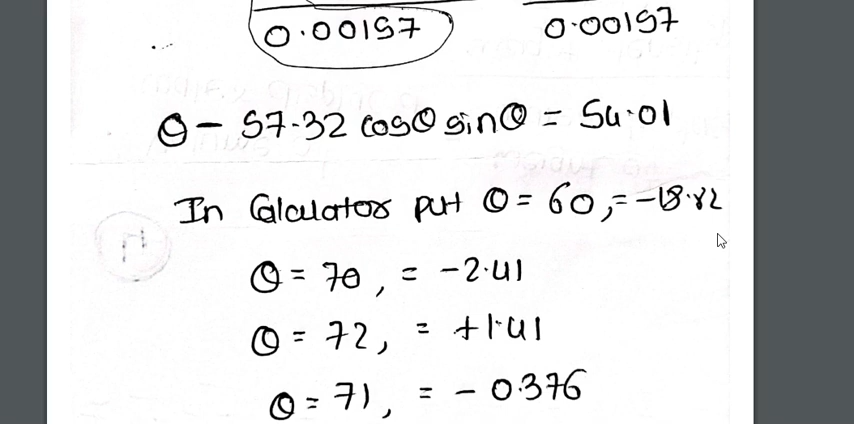 0.00157 0.00157
θ - 57.32 cosθ sinθ = 54.01
In Calculator put θ = 60, = -18.82
θ = 70, = -2.41
θ = 72, = +1.41
θ = 71, = - 0.376